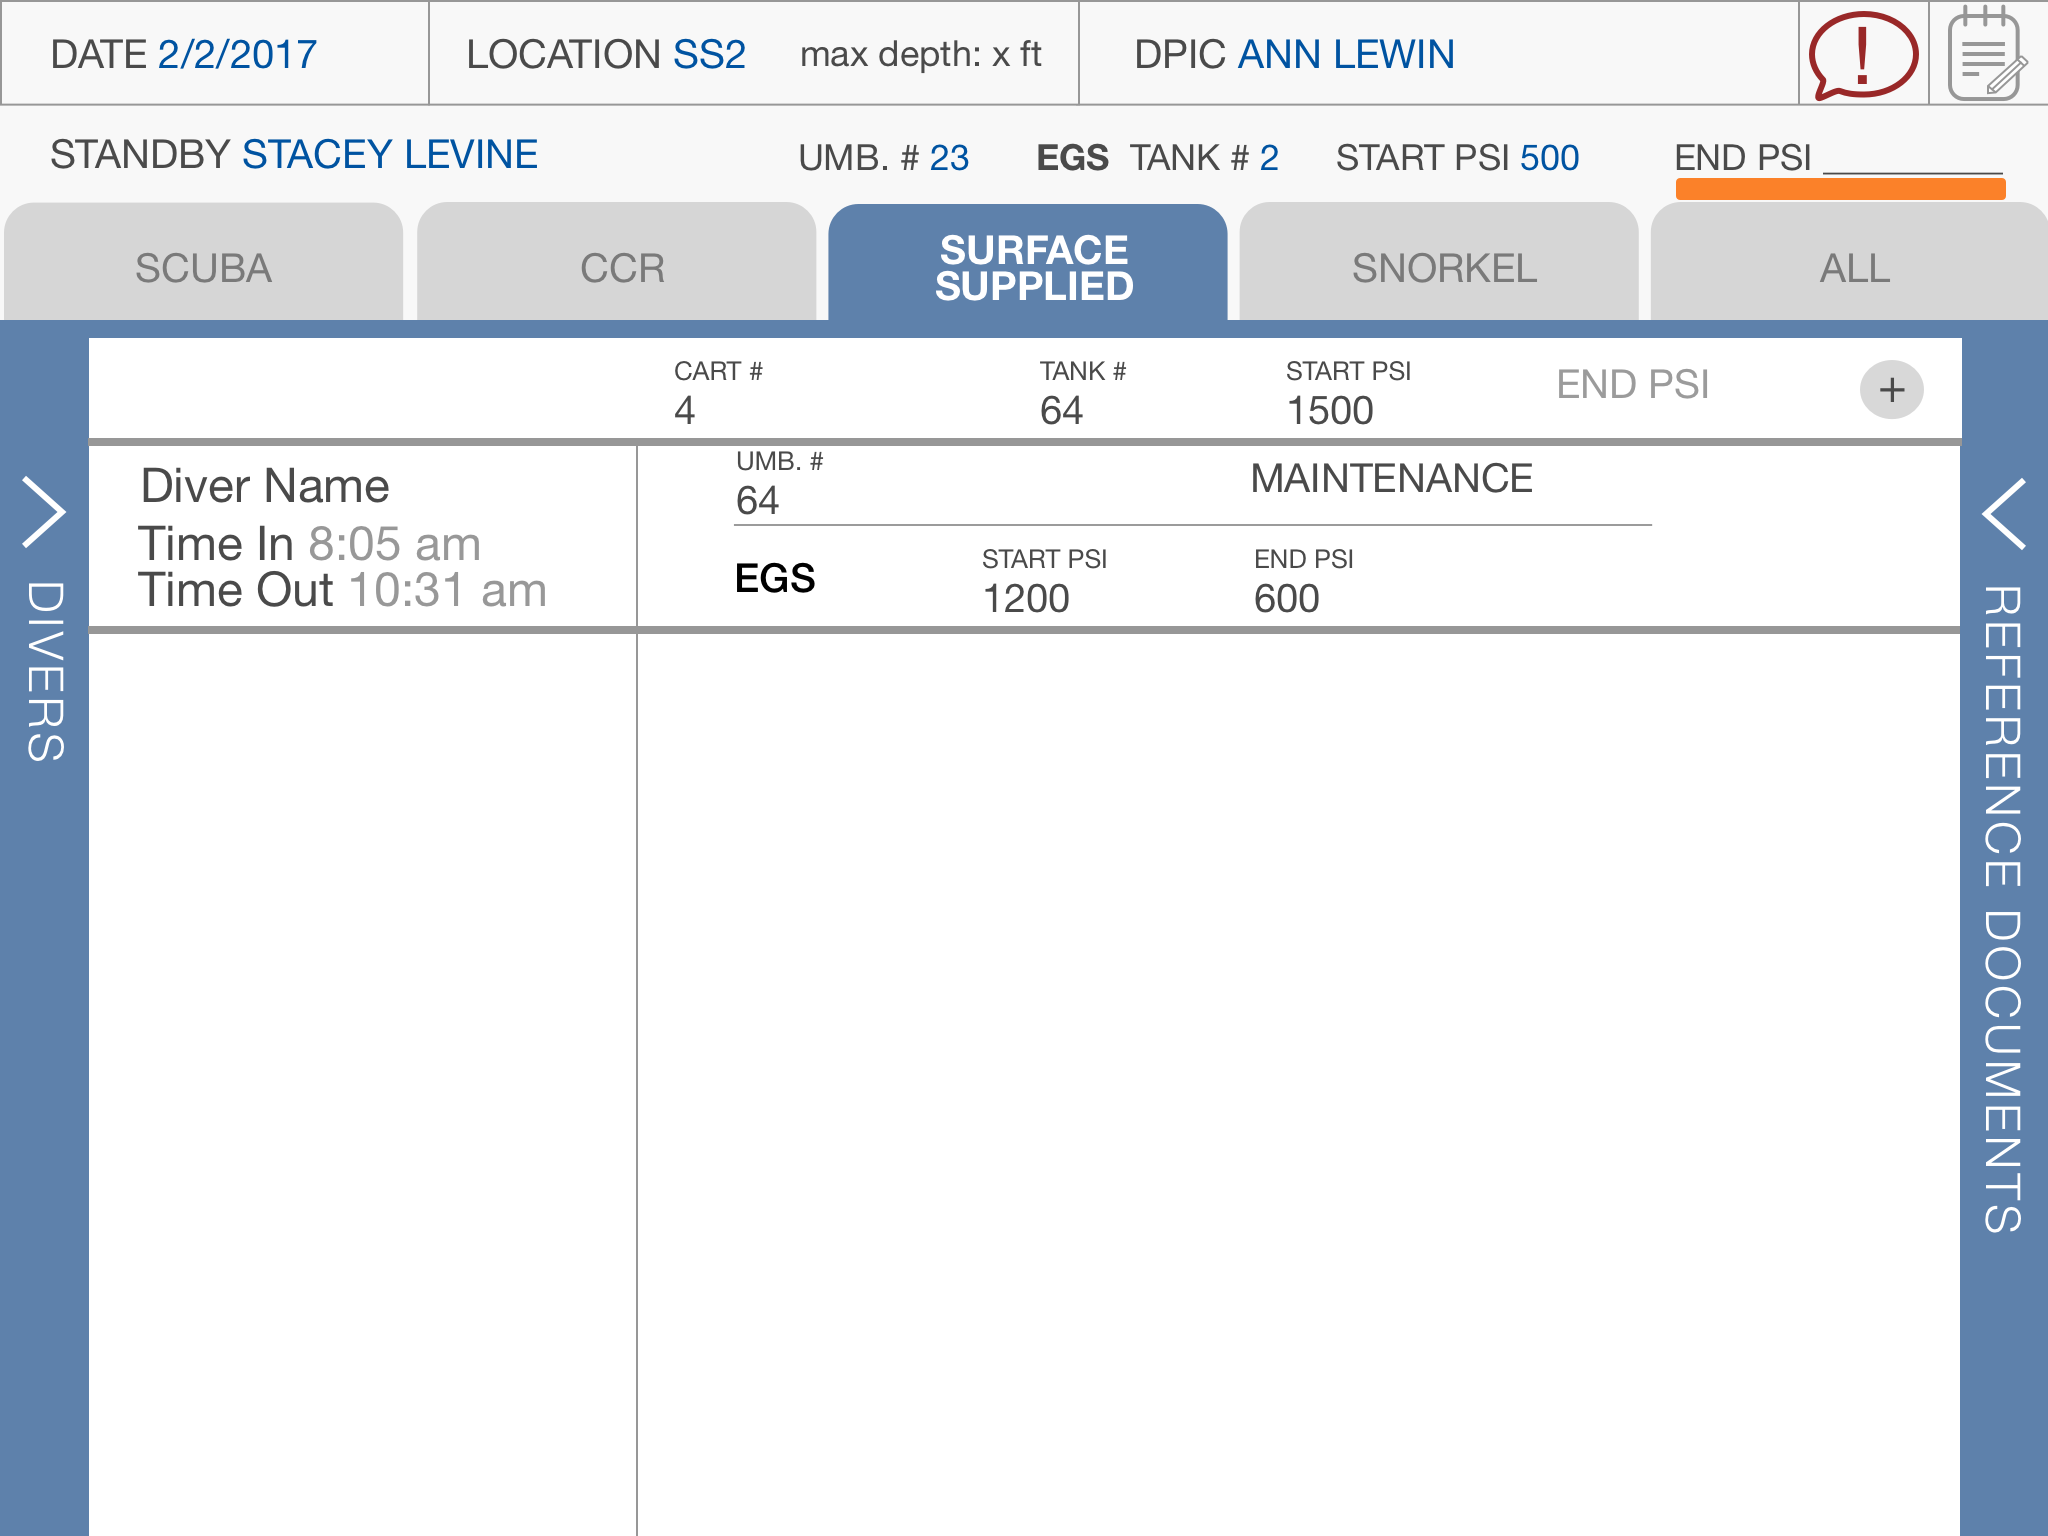 DATE 2/2/2017
LOCATION SS2 max depth: x ft
DPIC ANN LEWIN
!
STANDBY STACEY LEVINE
UMB. # 23
EGS TANK # 2 START PSI 500 END PSI
SCUBA
CCR
SURFACE
SUPPLIED
SNORKEL
ALL
CART #
4
TANK #
64
START PSI
1500
END PSI
+
Diver Name
Time In 8:05 am
Time Out 10:31 am
UMB. #
64
MAINTENANCE
EGS
START PSI
1200
END PSI
600
DIVERS
REFERENCE DOCUMENTS